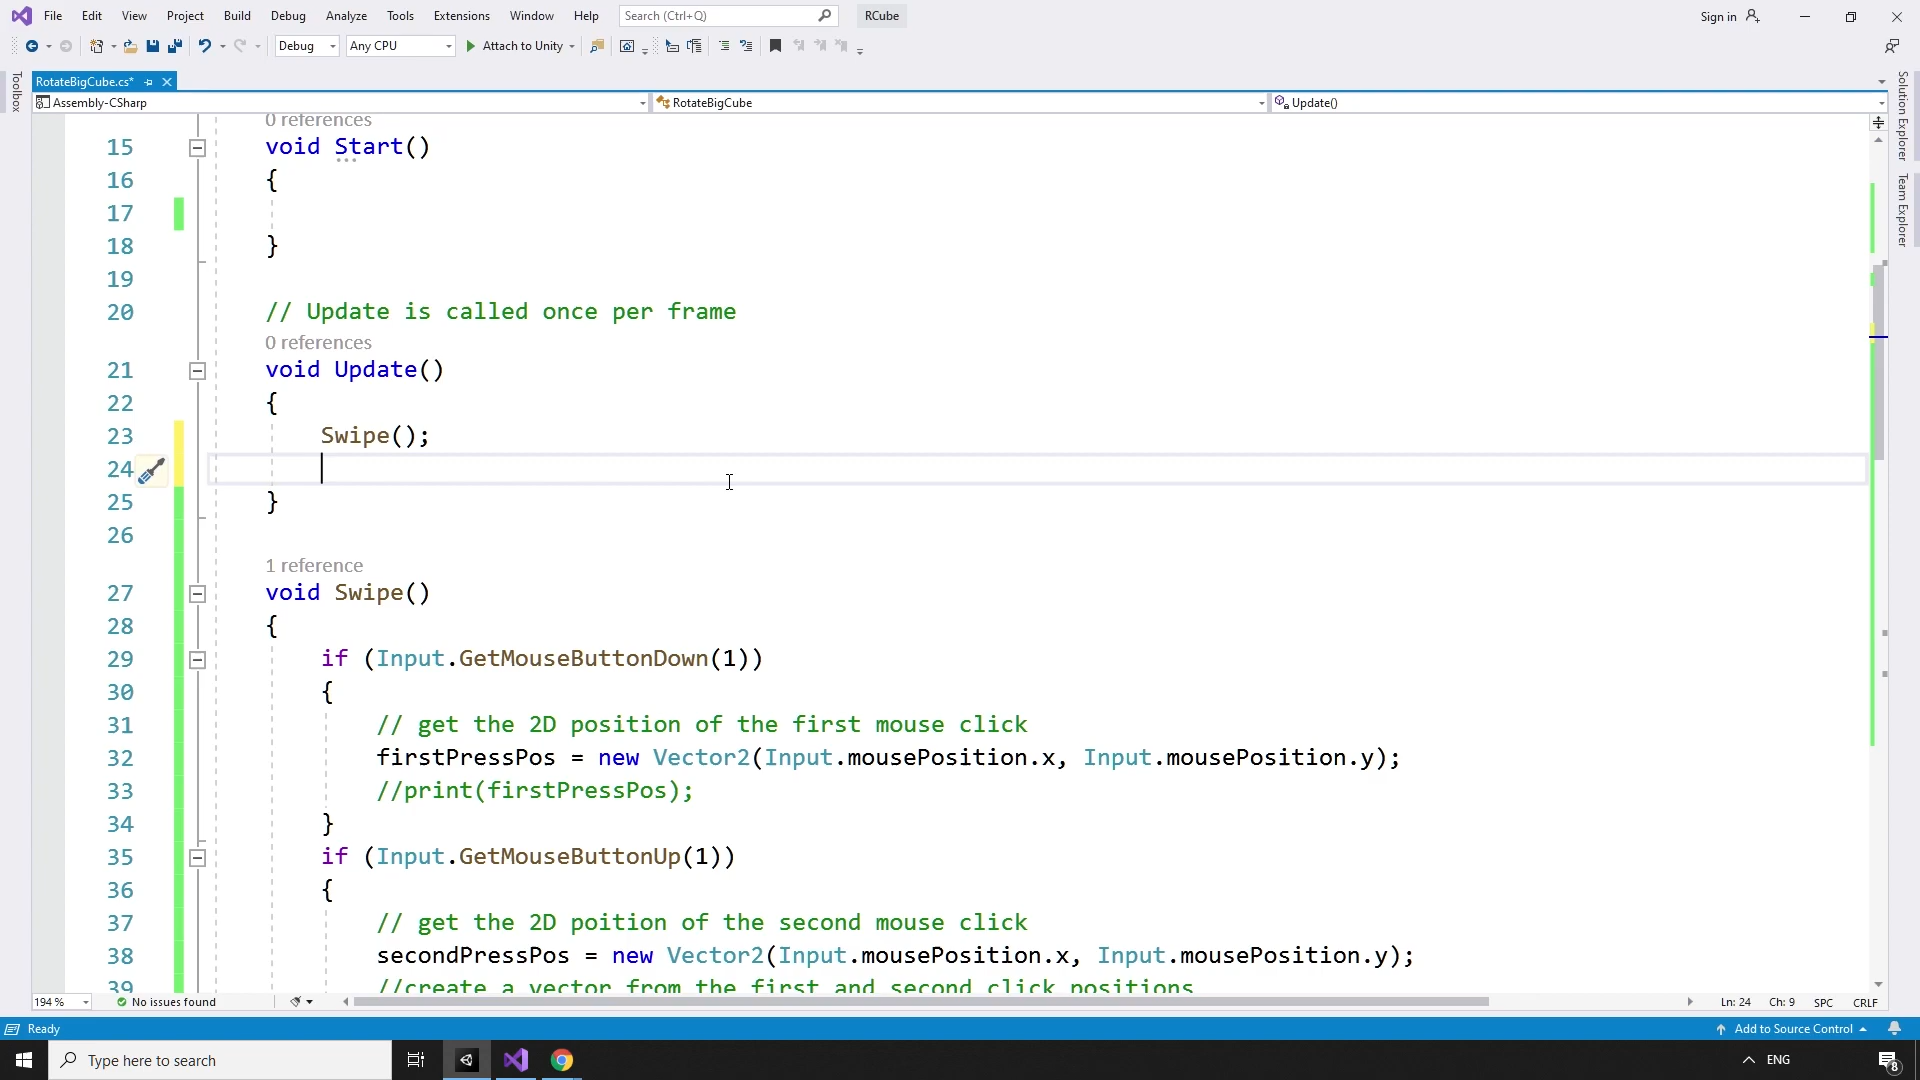 File Edit View Project Build Debug Analyze Tools Extensions Window Help Search (Ctrl+Q) RCube Sign in
Debug Any CPU Attach to Unity
RotateBigCube.cs*
Assembly-CSharp RotateBigCube Update()
Toolbox
Solution Explorer
Team Explorer
0 references
15 void Start()
16 {
17
18 }
19
20 // Update is called once per frame
0 references
21 void Update()
22 {
23 Swipe();
24
25 }
26
1 reference
27 void Swipe()
28 {
29 if (Input.GetMouseButtonDown(1))
30 {
31 // get the 2D position of the first mouse click
32 firstPressPos = new Vector2(Input.mousePosition.x, Input.mousePosition.y);
33 //print(firstPressPos);
34 }
35 if (Input.GetMouseButtonUp(1))
36 {
37 // get the 2D poition of the second mouse click
38 secondPressPos = new Vector2(Input.mousePosition.x, Input.mousePosition.y);
39 //create a vector from the first and second click positions
194 % No issues found Ln: 24 Ch: 9 SPC CRLF
Ready Add to Source Control
Type here to search ENG 8